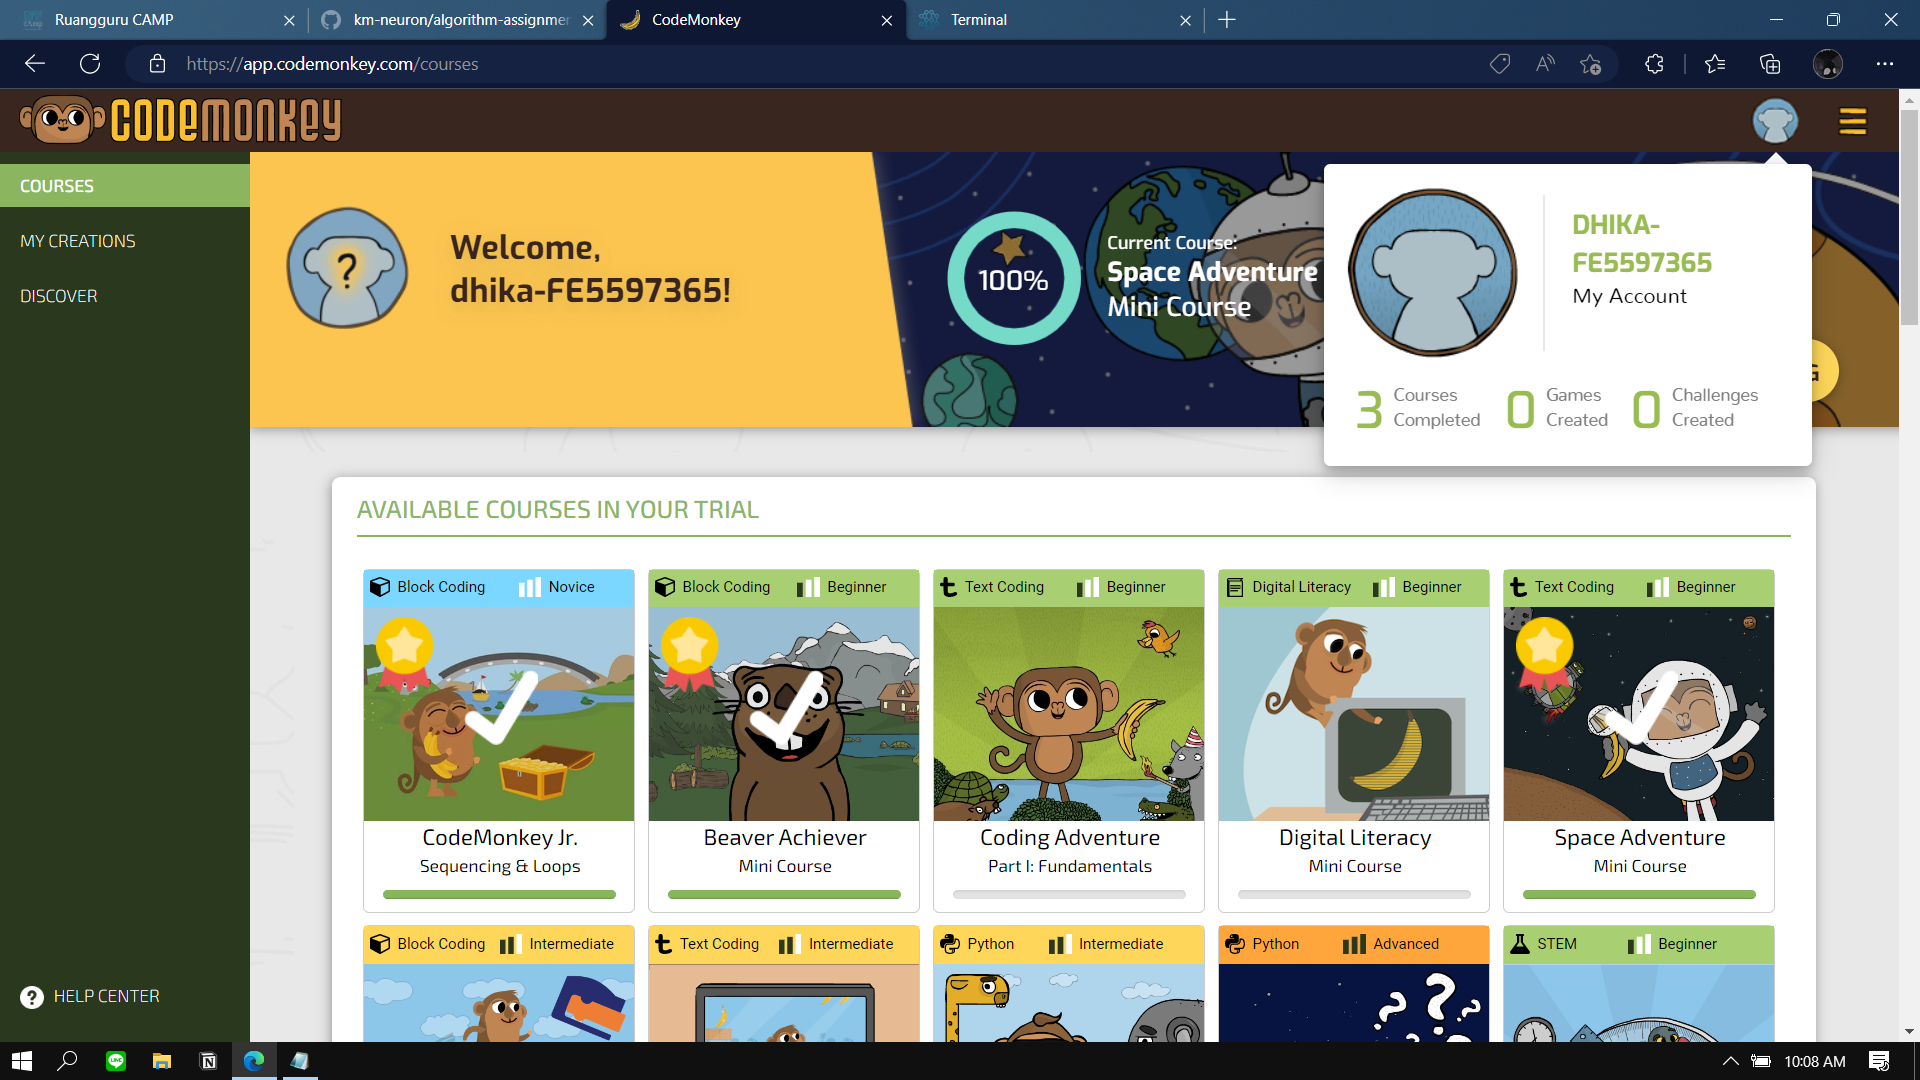 Ruangguru CAMP
km-neuron/algorithm-assignmer
CodeMonkey
Terminal
https://app.codemonkey.com/courses
CODEMONKEY
COURSES
MY CREATIONS
DISCOVER
HELP CENTER
Welcome,
dhika-FE5597365!
100%
Current Course:
Space Adventure
Mini Course
DHIKA-
FE5597365
My Account
3 Courses Completed
0 Games Created
0 Challenges Created
AVAILABLE COURSES IN YOUR TRIAL
Block Coding Novice
CodeMonkey Jr.
Sequencing & Loops
Block Coding Beginner
Beaver Achiever
Mini Course
Text Coding Beginner
Coding Adventure
Part I: Fundamentals
Digital Literacy Beginner
Digital Literacy
Mini Course
Text Coding Beginner
Space Adventure
Mini Course
Block Coding Intermediate
Text Coding Intermediate
Python Intermediate
Python Advanced
STEM Beginner
10:08 AM